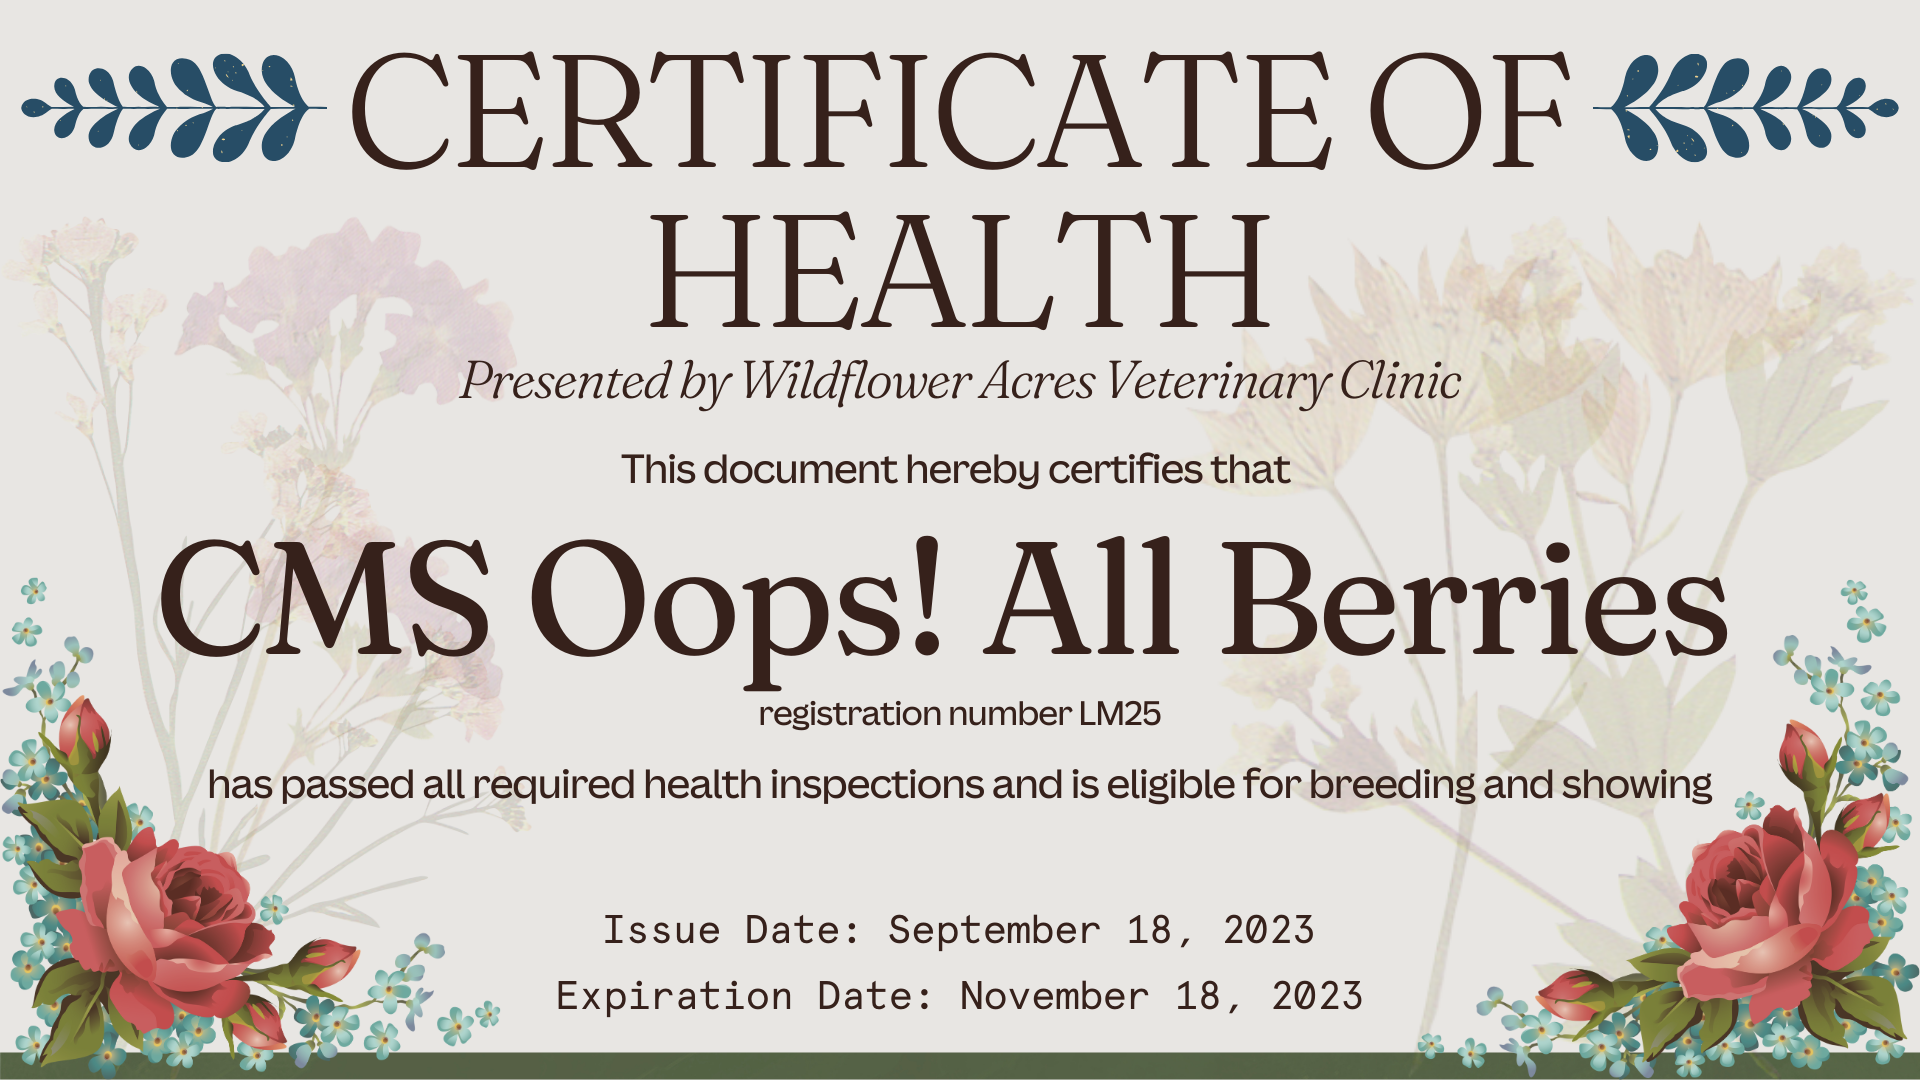 CERTIFICATE OF
HEALTH
Presented by Wildflower Acres Veterinary Clinic
This document hereby certifies that
CMS Oops! All Berries
registration number LM25
has passed all required health inspections and is eligible for breeding and showing
Issue Date: September 18, 2023
Expiration Date: November 18, 2023